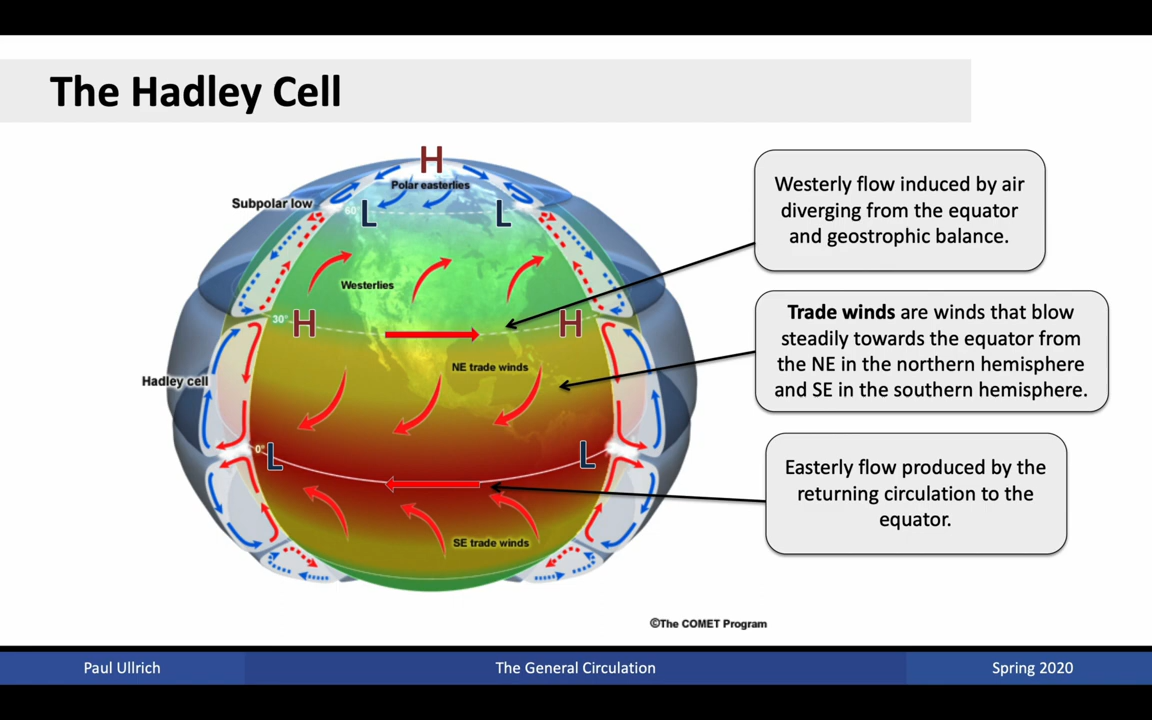 The Hadley Cell
H
Polar easterlies
Subpolar low
60°
L
L
Westerlies
30°
H
H
NE trade winds
Hadley cell
0°
L
L
SE trade winds
Westerly flow induced by air
diverging from the equator
and geostrophic balance.
Trade winds are winds that blow
steadily towards the equator from
the NE in the northern hemisphere
and SE in the southern hemisphere.
Easterly flow produced by the
returning circulation to the
equator.
©The COMET Program
Paul Ullrich
The General Circulation
Spring 2020